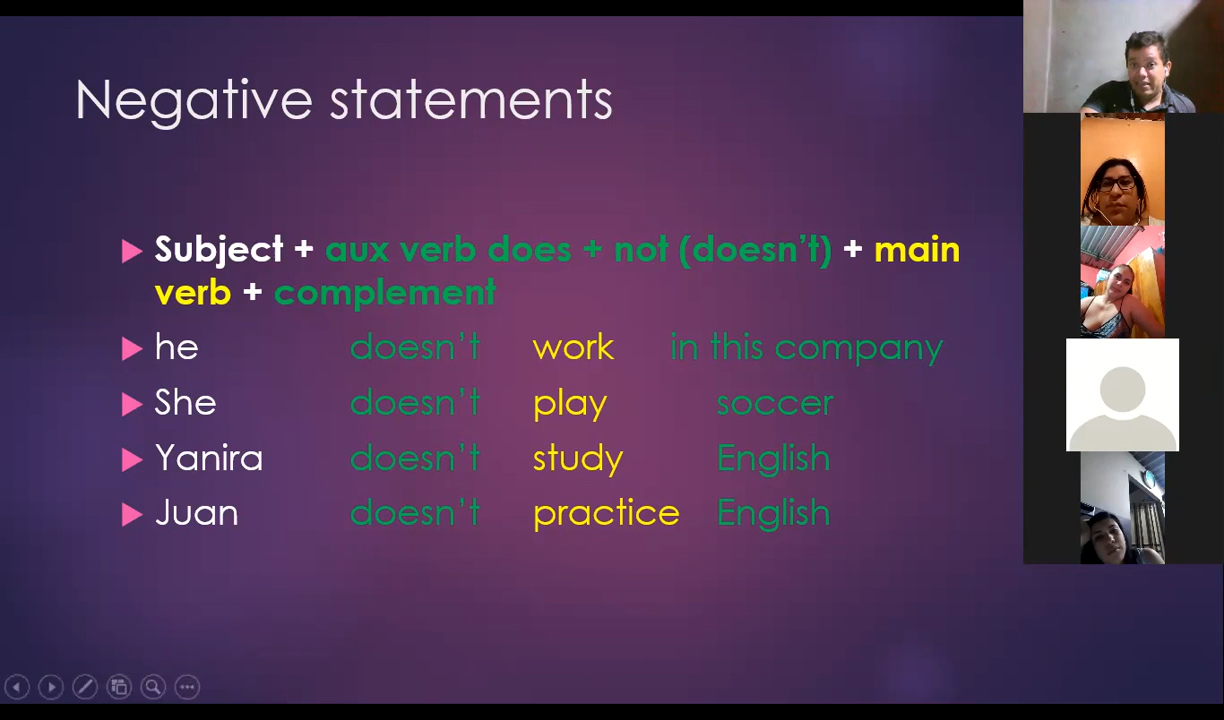 Negative statements
Subject + aux verb does + not (doesn't) + main
verb + complement
he doesn't work in this company
She doesn't play soccer
Yanira doesn't study English
Juan doesn't practice English